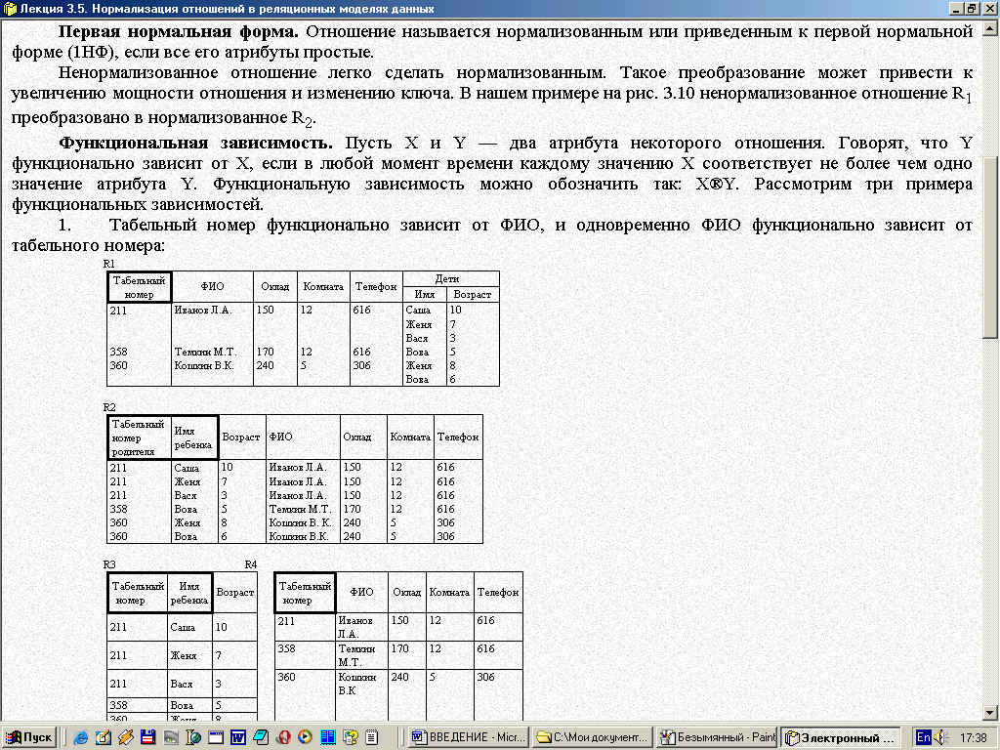 Лекция 3.5. Нормализация отношений в реляционных моделях данных
Первая нормальная форма. Отношение называется нормализованным или приведенным к первой нормальной
форме (1НФ), если все его атрибуты простые.
Ненормализованное отношение легко сделать нормализованным. Такое преобразование может привести к
увеличению мощности отношения и изменению ключа. В нашем примере на рис. 3.10 ненормализованное отношение R1
преобразовано в нормализованное R2.
Функциональная зависимость. Пусть X и Y — два атрибута некоторого отношения. Говорят, что Y
функционально зависит от X, если в любой момент времени каждому значению X соответствует не более чем одно
значение атрибута Y. Функциональную зависимость можно обозначить так: X®Y. Рассмотрим три примера
функциональных зависимостей.
1. Табельный номер функционально зависит от ФИО, и одновременно ФИО функционально зависит от
табельного номера:
R1
Табельный номер ФИО Оклад Комната Телефон Дети
Имя Возраст
211 Иванов Л.А. 150 12 616 Саша 10
Женя 7
Вася 3
358 Темкин М.Т. 170 12 616 Вова 5
360 Кошкин В.К. 240 5 306 Женя 8
Вова 6
R2
Табельный номер родителя Имя ребенка Возраст ФИО Оклад Комната Телефон
211 Саша 10 Иванов Л.А. 150 12 616
211 Женя 7 Иванов Л.А. 150 12 616
211 Вася 3 Иванов Л.А. 150 12 616
358 Вова 5 Темкин М.Т. 170 12 616
360 Женя 8 Кошкин В. К. 240 5 306
360 Вова 6 Кошкин В.К. 240 5 306
R3 R4
Табельный номер Имя ребенка Возраст
211 Саша 10
211 Женя 7
211 Вася 3
358 Вова 5
360 Женя 8
Табельный номер ФИО Оклад Комната Телефон
211 Иванов Л.А. 150 12 616
358 Темкин М.Т. 170 12 616
360 Кошкин В.К 240 5 306
Пуск ВВЕДЕНИЕ - Micr... C:\Мои документ... Безымянный - Paint Электронный ... En 17:38